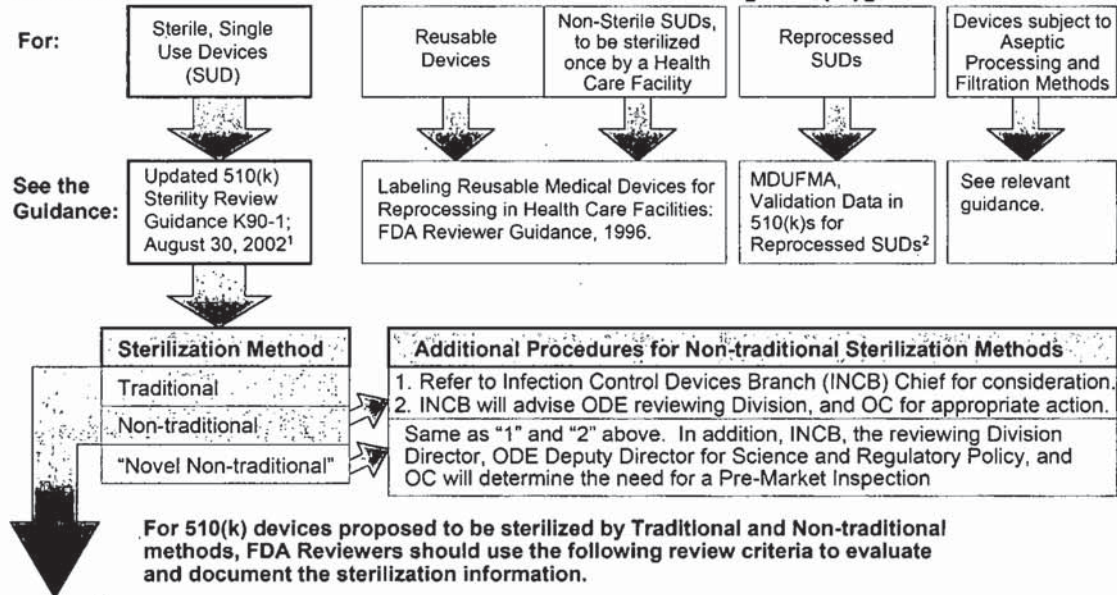 For:
Sterile, Single
Use Devices
(SUD)
Reusable
Devices
Non-Sterile SUDs,
to be sterilized
once by a Health
Care Facility
Reprocessed
SUDs
Devices subject to
Aseptic
Processing and
Filtration Methods
See the
Guidance:
Updated 510(k)
Sterility Review
Guidance K90-1;
August 30, 2002¹
Labeling Reusable Medical Devices for
Reprocessing in Health Care Facilities:
FDA Reviewer Guidance, 1996.
MDUFMA,
Validation Data in
510(k)s for
Reprocessed SUDs²
See relevant
guidance.
Sterilization Method
Traditional
Non-traditional
"Novel Non-traditional"
Additional Procedures for Non-traditional Sterilization Methods
1. Refer to Infection Control Devices Branch (INCB) Chief for consideration.
2. INCB will advise ODE reviewing Division, and OC for appropriate action.
Same as "1" and "2" above. In addition, INCB, the reviewing Division
Director, ODE Deputy Director for Science and Regulatory Policy, and
OC will determine the need for a Pre-Market Inspection
For 510(k) devices proposed to be sterilized by Traditional and Non-traditional
methods, FDA Reviewers should use the following review criteria to evaluate
and document the sterilization information.